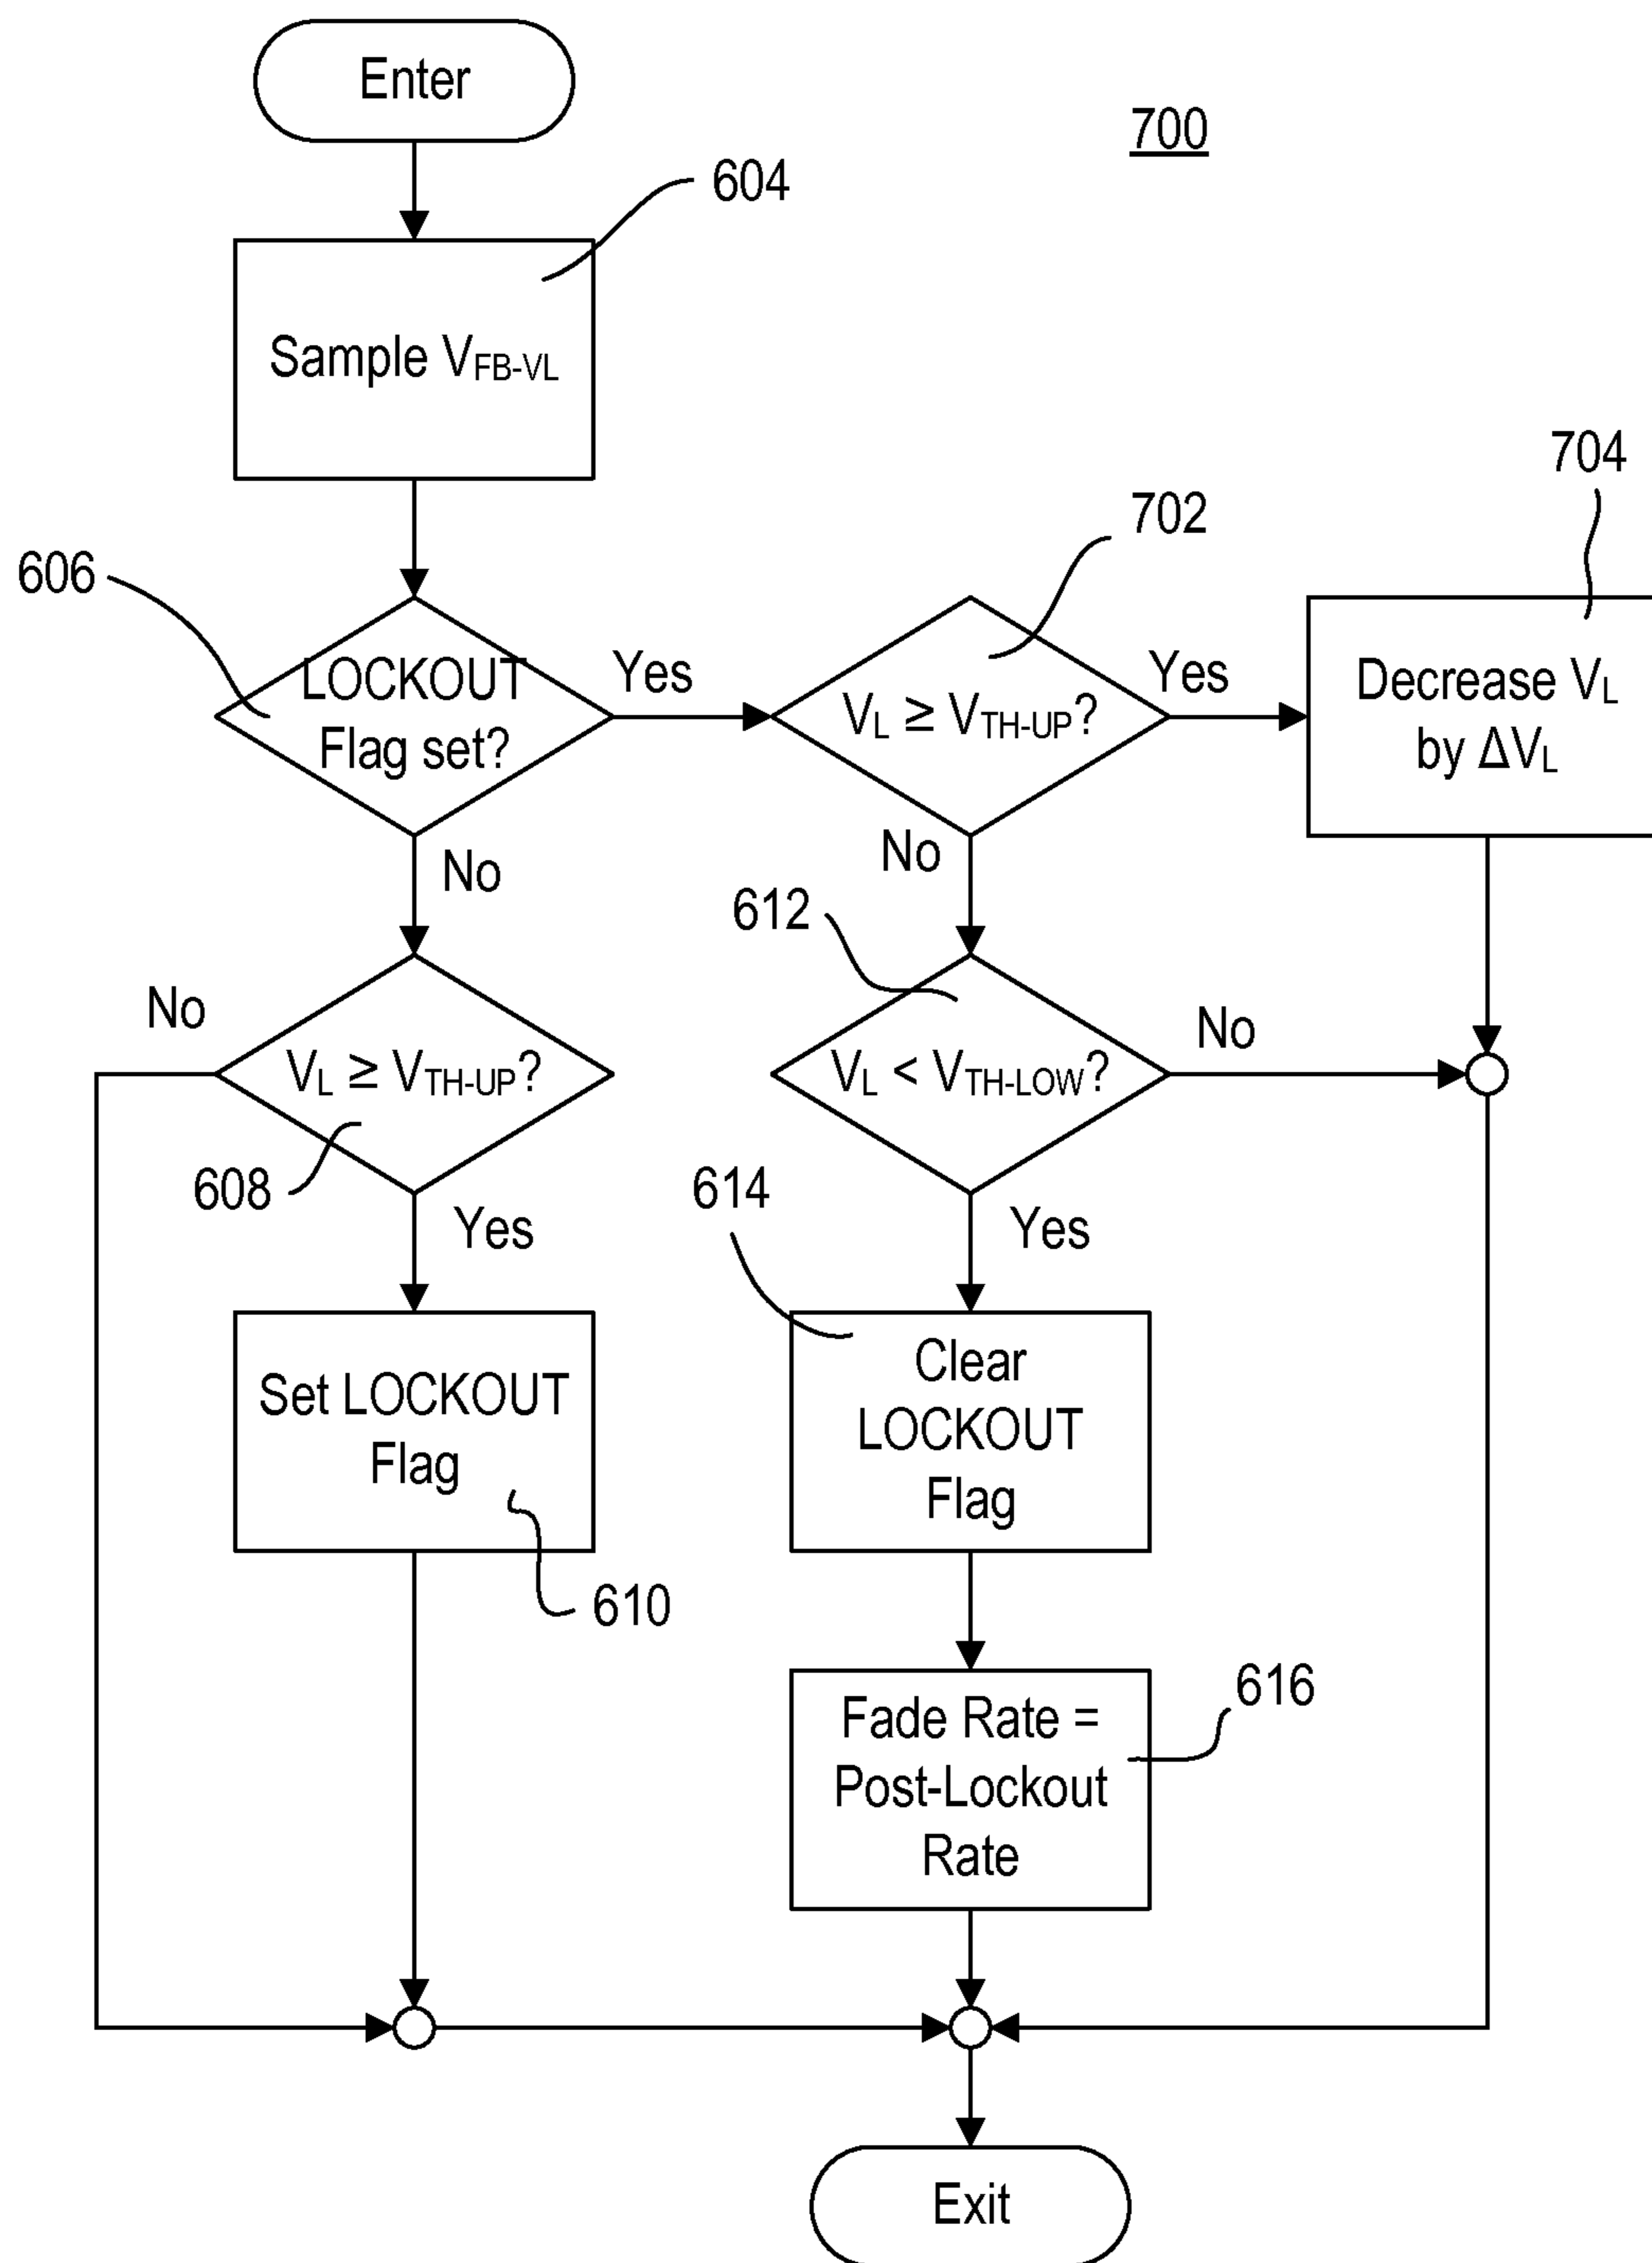 Enter
700
604
Sample VFB-VL
704
702
606
LOCKOUT
Flag set?
Yes
VL ≥ VTH-UP?
Yes
Decrease VL
by ΔVL
No
No
612
No
VL ≥ VTH-UP?
VL < VTH-LOW?
No
608
614
Yes
Yes
Set LOCKOUT
Flag
Clear
LOCKOUT
Flag
610
616
Fade Rate =
Post-Lockout
Rate
Exit